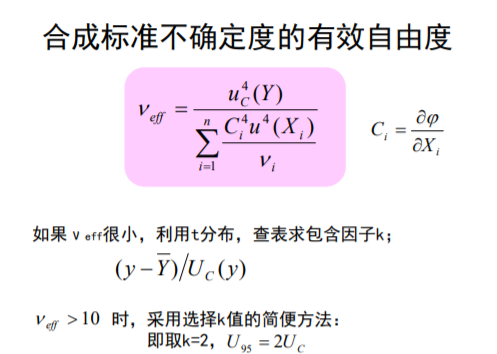 合成标准不确定度的有效自由度
ν_eff = u_C^4(Y) / ∑_{i=1}^{n} (C_i^4 u^4(X_i) / ν_i)
C_i = ∂φ / ∂X_i
如果νeff很小，利用t分布，查表求包含因子k；
(y − Y̅)/U_C(y)
ν_eff > 10 时，采用选择k值的简便方法：
即取k=2，U_95 = 2U_C